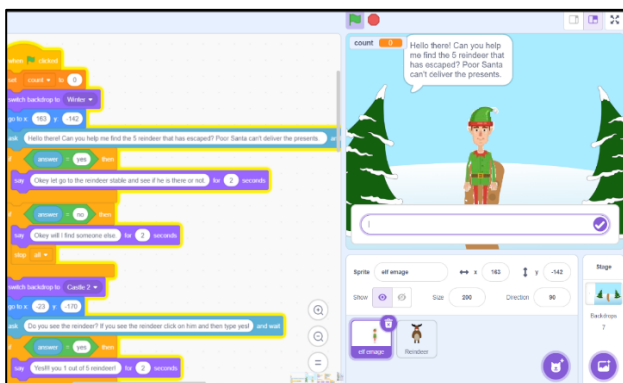 when clicked
set count to 0
switch backdrop to Winter
go to x: 163 y: -142
ask Hello there! Can you help me find the 5 reindeer that has escaped? Poor Santa can't deliver the presents.
if answer = yes then
say Okey let go to the reindeer stable and see if he is there or not. for 2 seconds
if answer = no then
say Okey will I find someone else. for 2 seconds
stop all
switch backdrop to Castle 2
go to x: -23 y: -170
ask Do you see the reindeer? If you see the reindeer click on him and then type yes! and wait
if answer = yes then
say Yes!!! you 1 out of 5 reindeer! for 2 seconds
count 0
Hello there! Can you help
me find the 5 reindeer that
has escaped? Poor Santa
can't deliver the presents.
Sprite elf emage x 163 y -142
Show Size 200 Direction 90
elf emage
Reindeer
Stage
Backdrops
7